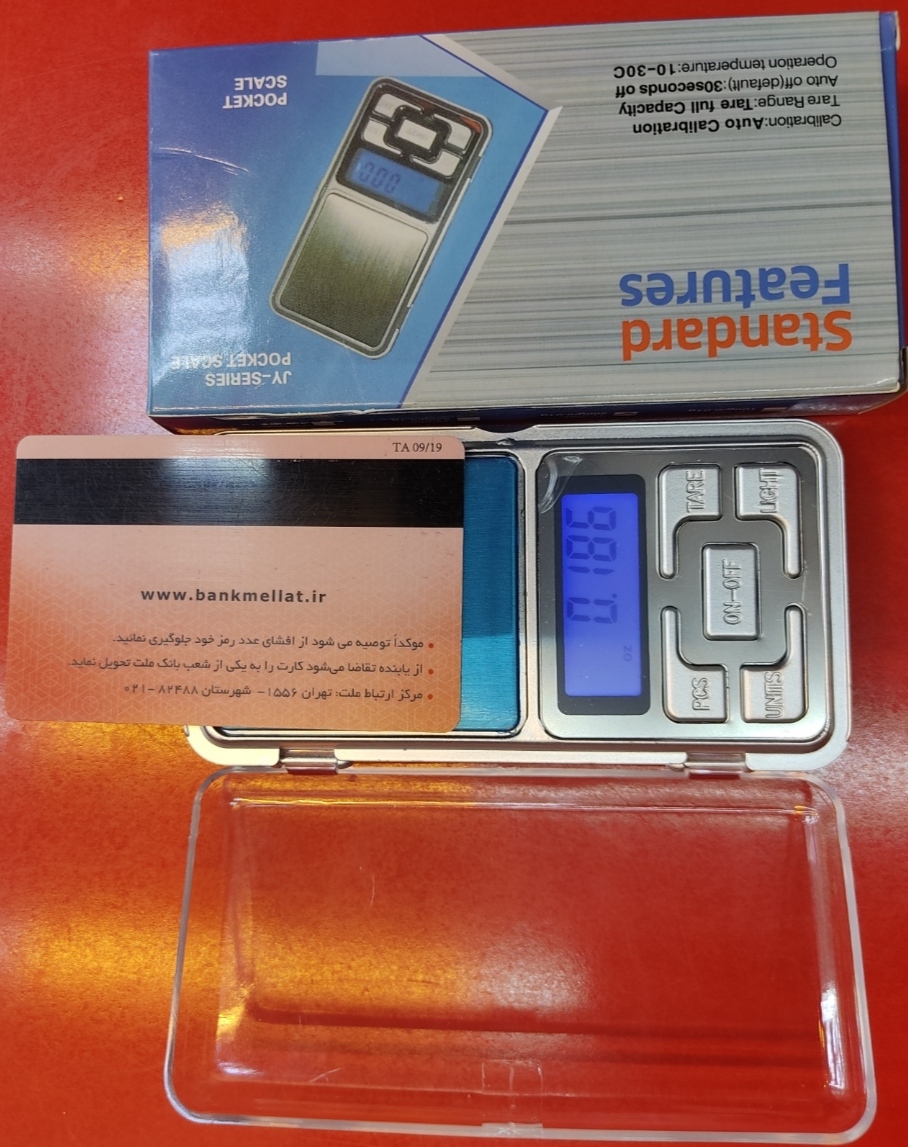 Standard
Features
Calibration:Auto Calibration
Tare Range:Tare full Capacity
Auto off(default):30seconds off
Operation temperature:10-30C
JY-SERIES
POCKET SCALE
POCKET
SCALE
0.00
TA 09/19
www.bankmellat.ir
• موکداً توصیه می شود از افشای عدد رمز خود جلوگیری نمائید.
• از یابنده تقاضا می‌شود کارت را به یکی از شعب بانک ملت تحویل نماید.
• مرکز ارتباط ملت: تهران ۱۵۵۶ - شهرستان ۸۲۴۸۸-۰۲۱
0.186
oz
TARE
LIGHT
ON-OFF
PCS
UNITS